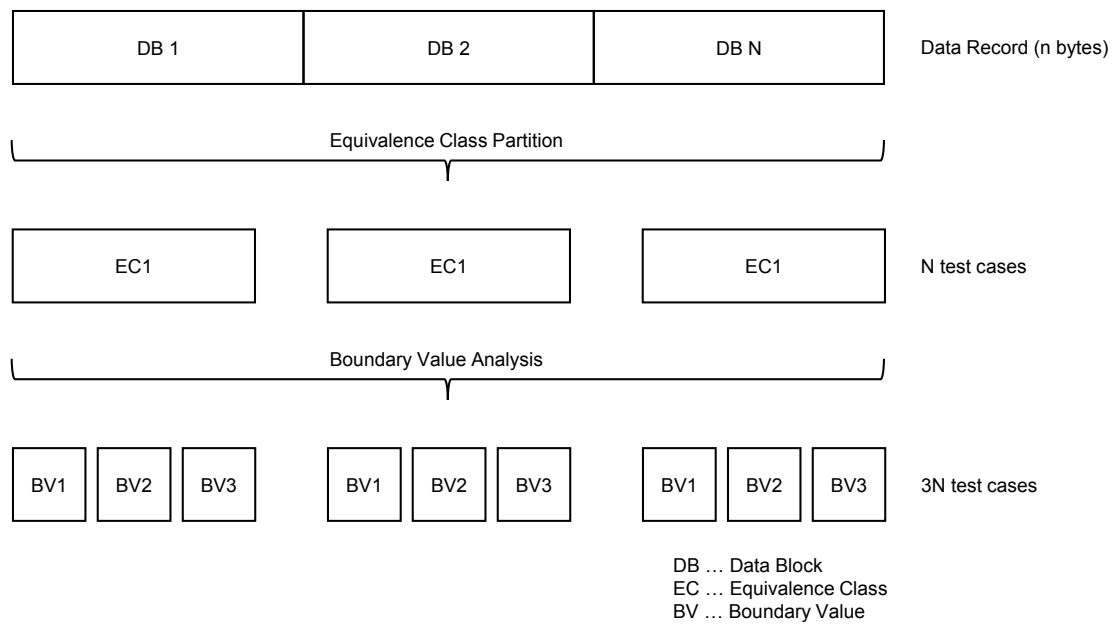 DB 1 DB 2 DB N Data Record (n bytes)
Equivalence Class Partition
EC1 EC1 EC1 N test cases
Boundary Value Analysis
BV1 BV2 BV3 BV1 BV2 BV3 BV1 BV2 BV3 3N test cases
DB … Data Block
EC … Equivalence Class
BV … Boundary Value